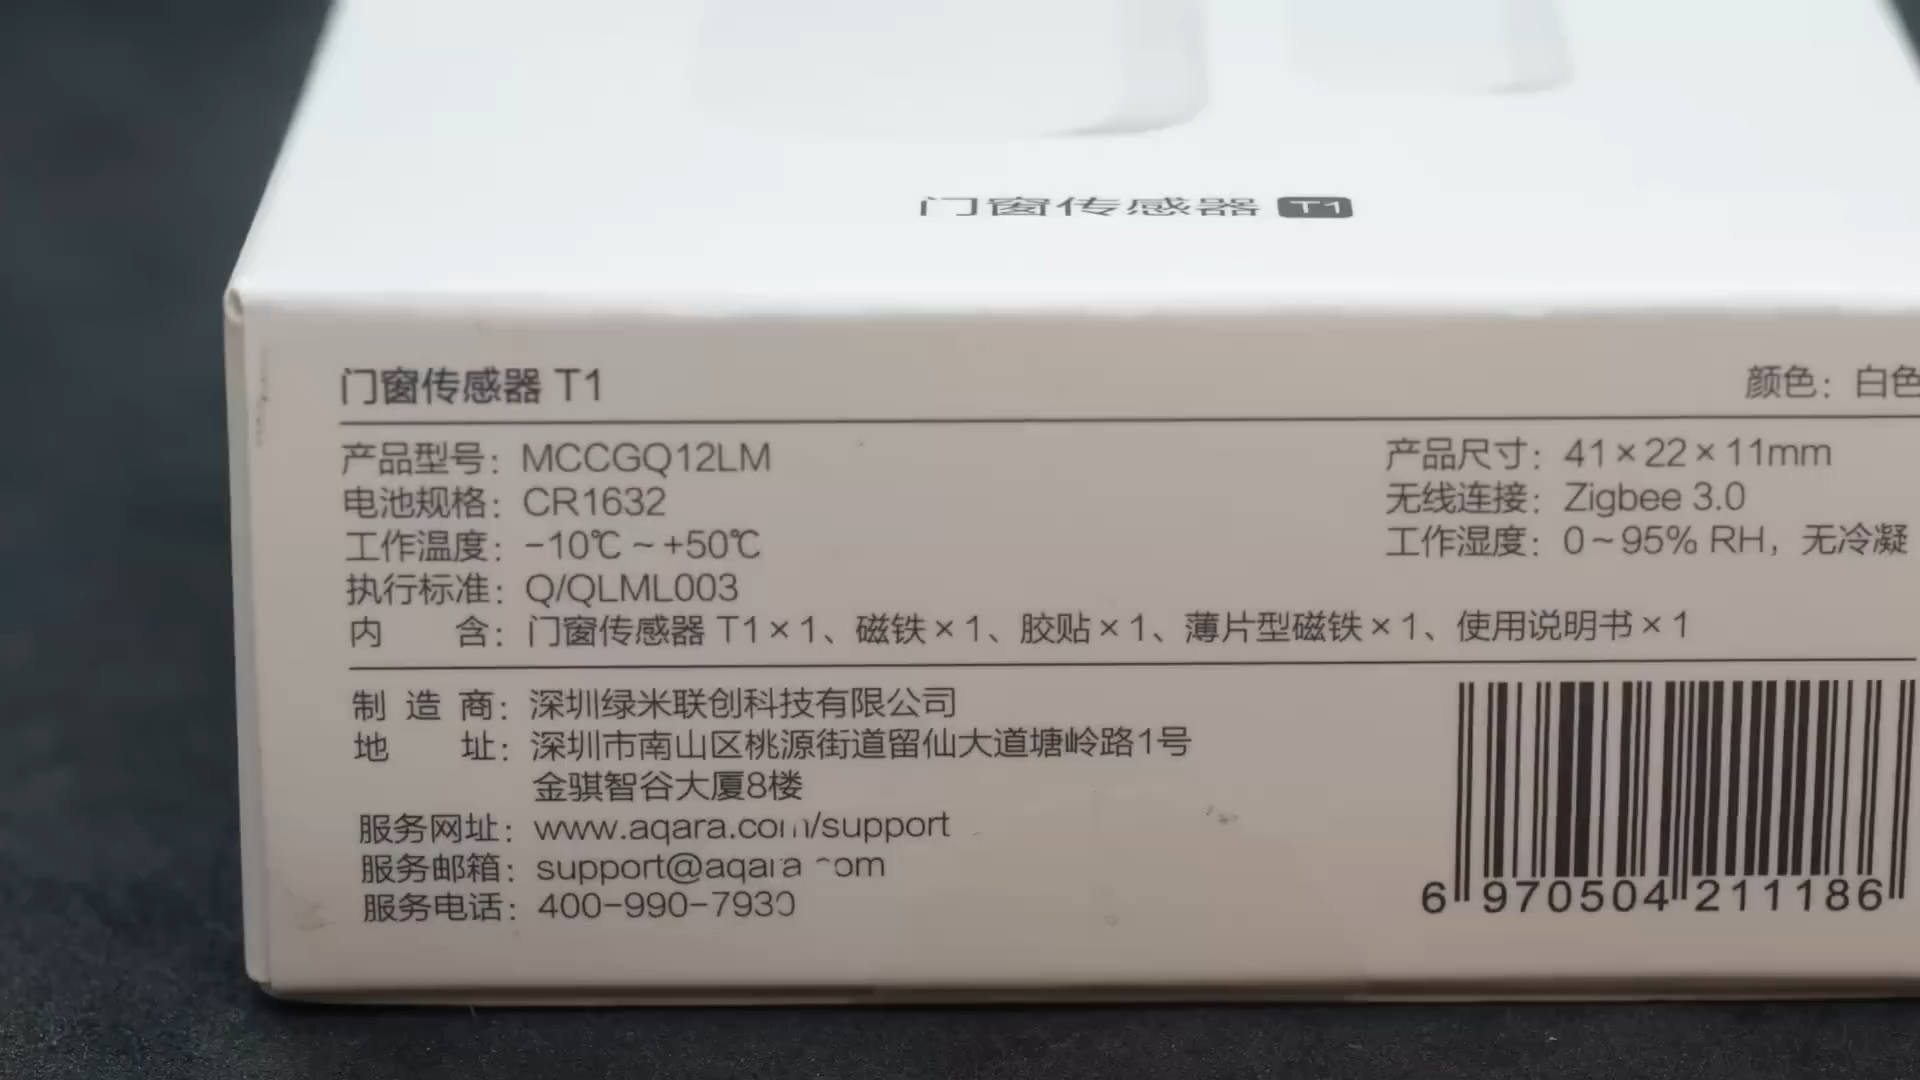 门窗传感器 T1
门窗传感器 T1
颜色：白色
产品型号：MCCGQ12LM
产品尺寸：41×22×11mm
电池规格：CR1632
无线连接：Zigbee 3.0
工作温度：-10℃～+50℃
工作湿度：0～95% RH，无冷凝
执行标准：Q/QLML003
内含：门窗传感器 T1×1、磁铁×1、胶贴×1、薄片型磁铁×1、使用说明书×1
制造商：深圳绿米联创科技有限公司
地址：深圳市南山区桃源街道留仙大道塘岭路1号
金骐智谷大厦8楼
服务网址：www.aqara.com/support
服务邮箱：support@aqara.com
服务电话：400-990-7930
6 970504 211186